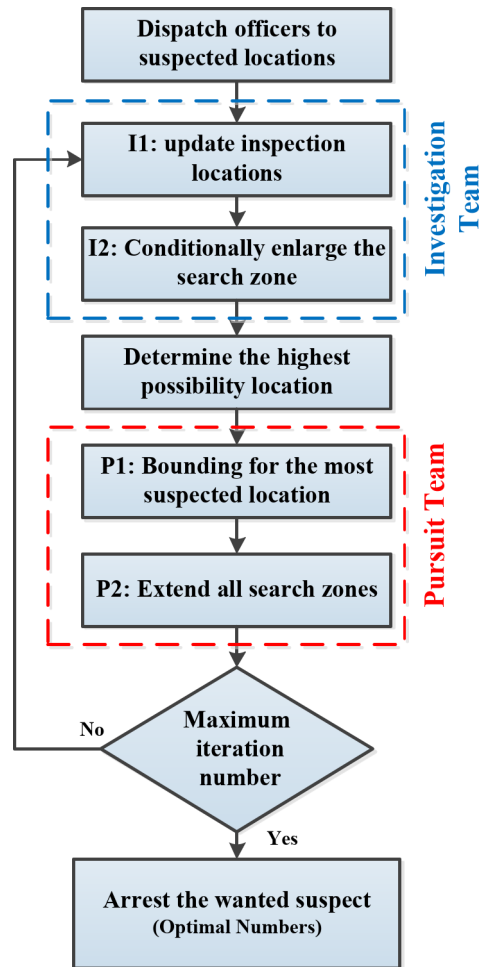 Dispatch officers to
suspected locations
I1: update inspection
locations
I2: Conditionally enlarge the
search zone
Investigation
Team
Determine the highest
possibility location
P1: Bounding for the most
suspected location
P2: Extend all search zones
Pursuit Team
Maximum
iteration
number
No
Yes
Arrest the wanted suspect
(Optimal Numbers)